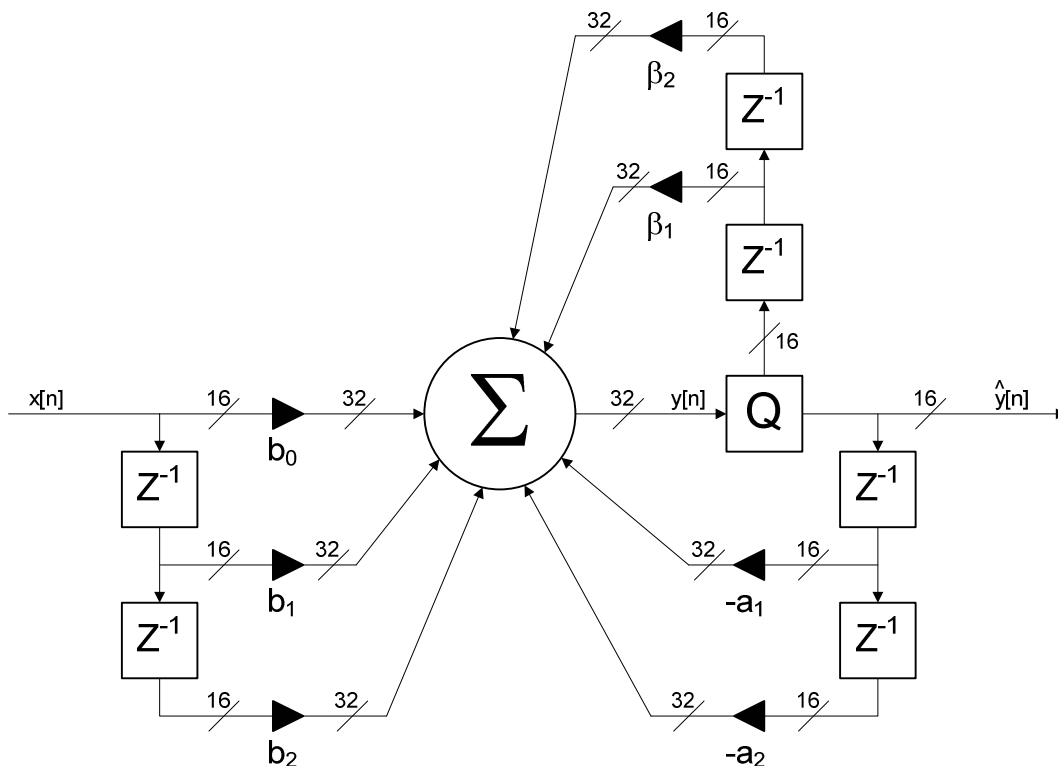 32 16
β2
Z-1
32 16
β1
Z-1
16
x[n] 16 32 Σ 32 y[n] Q 16 ŷ[n]
b0
Z-1 Z-1
16 32 32 16
b1 -a1
Z-1 Z-1
16 32 32 16
b2 -a2